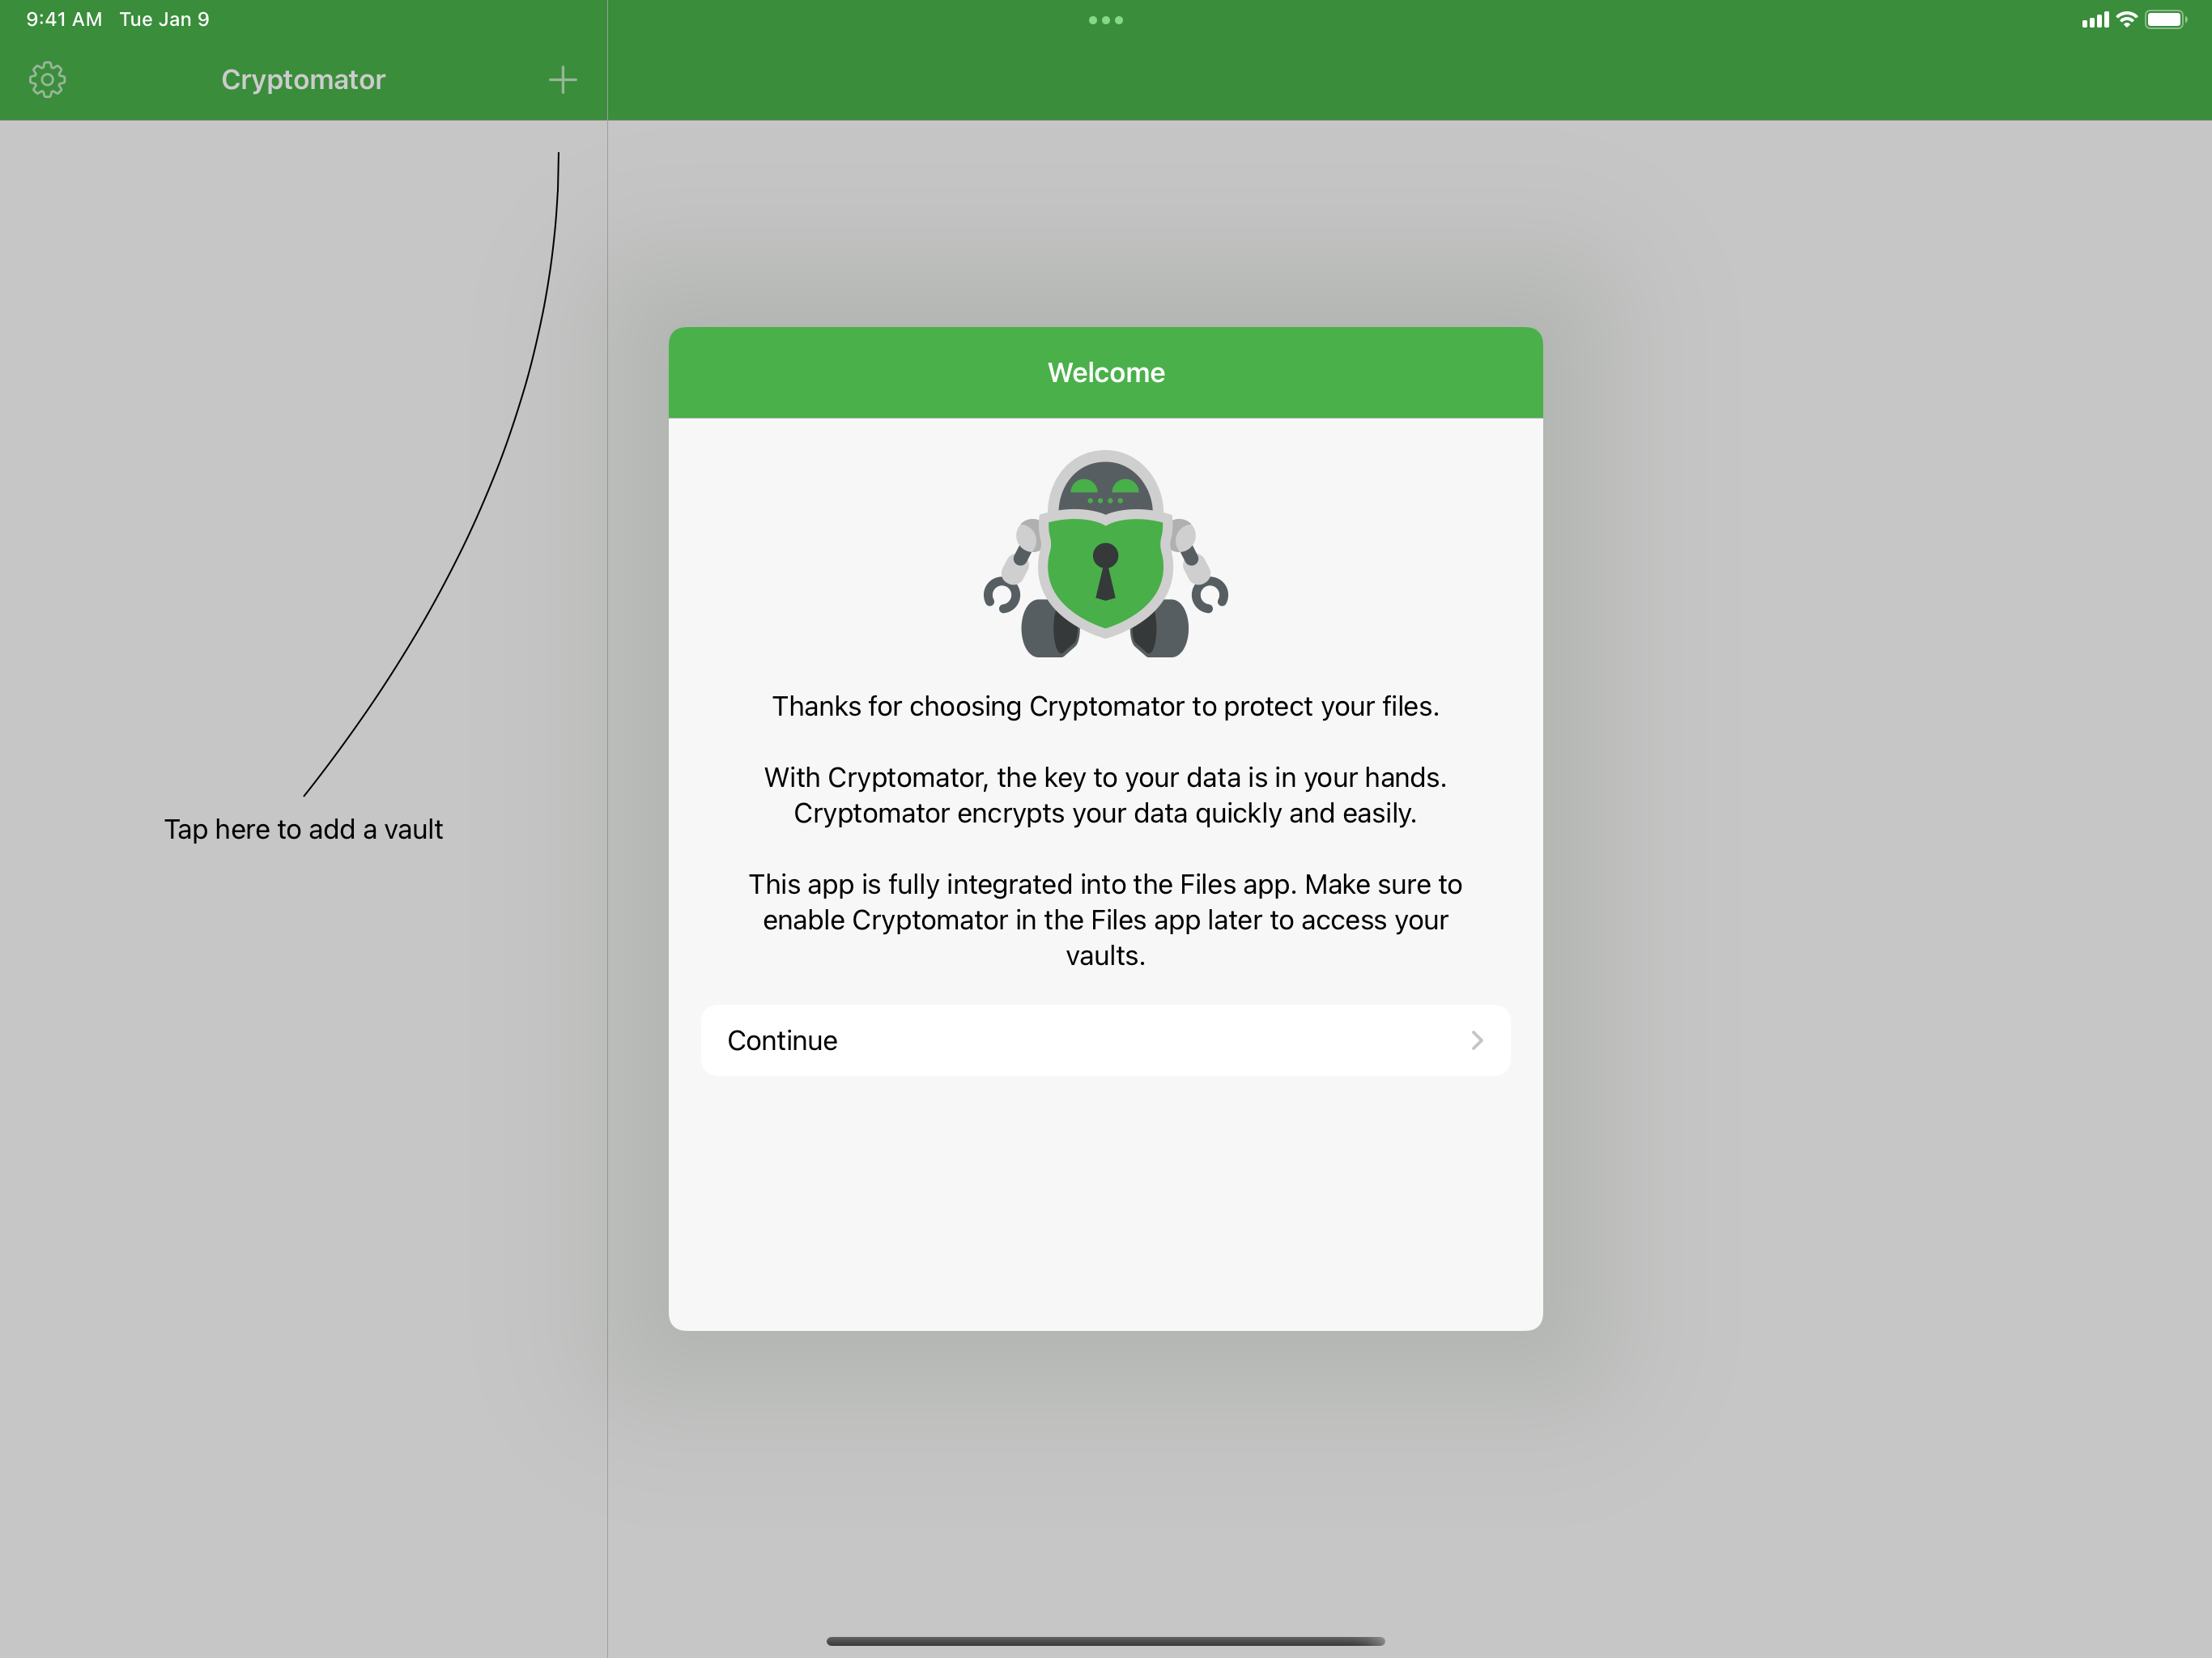 9:41 AM Tue Jan 9
Cryptomator
Tap here to add a vault
Welcome
Thanks for choosing Cryptomator to protect your files.
With Cryptomator, the key to your data is in your hands.
Cryptomator encrypts your data quickly and easily.
This app is fully integrated into the Files app. Make sure to
enable Cryptomator in the Files app later to access your
vaults.
Continue